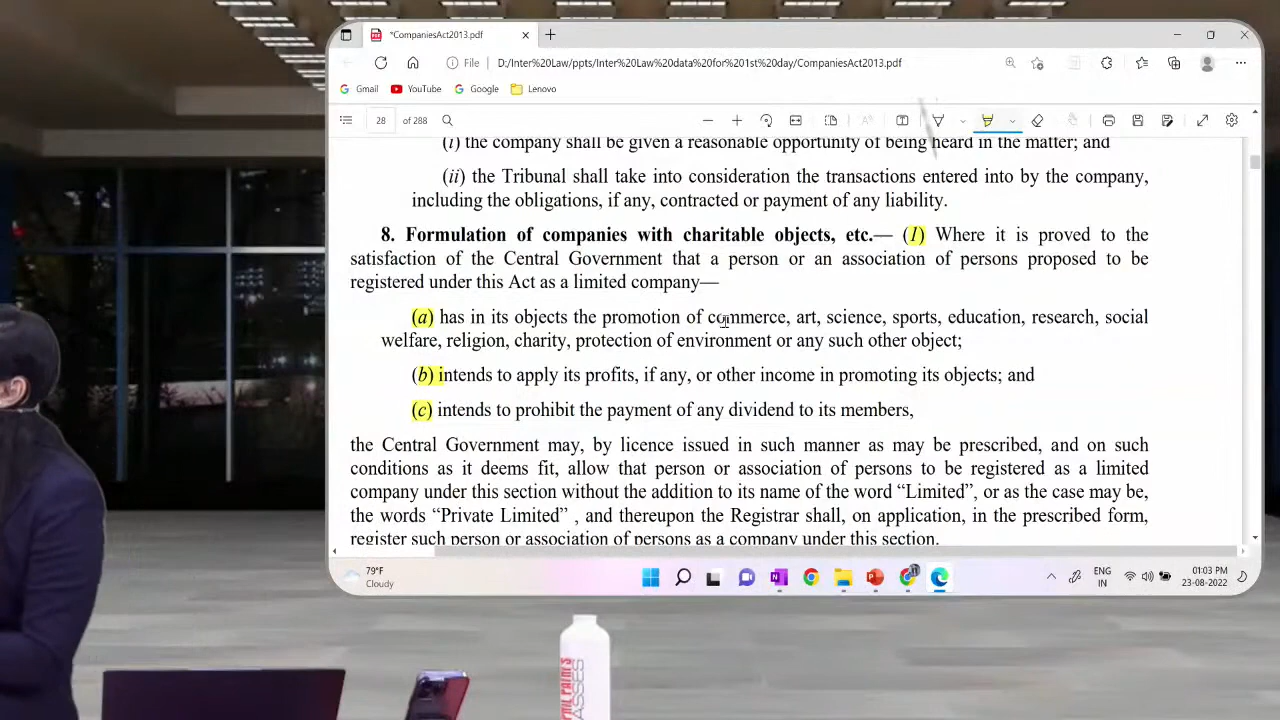 *CompaniesAct2013.pdf
File D:/Inter%20Law/ppts/Inter%20Law%20data%20for%201st%20day/CompaniesAct2013.pdf
Gmail YouTube Google Lenovo
28 of 288
(i) the company shall be given a reasonable opportunity of being heard in the matter; and
(ii) the Tribunal shall take into consideration the transactions entered into by the company,
including the obligations, if any, contracted or payment of any liability.
8. Formulation of companies with charitable objects, etc.— (1) Where it is proved to the
satisfaction of the Central Government that a person or an association of persons proposed to be
registered under this Act as a limited company—
(a) has in its objects the promotion of commerce, art, science, sports, education, research, social
welfare, religion, charity, protection of environment or any such other object;
(b) intends to apply its profits, if any, or other income in promoting its objects; and
(c) intends to prohibit the payment of any dividend to its members,
the Central Government may, by licence issued in such manner as may be prescribed, and on such
conditions as it deems fit, allow that person or association of persons to be registered as a limited
company under this section without the addition to its name of the word “Limited”, or as the case may be,
the words “Private Limited” , and thereupon the Registrar shall, on application, in the prescribed form,
register such person or association of persons as a company under this section.
79°F
Cloudy
ENG
IN
01:03 PM
23-08-2022